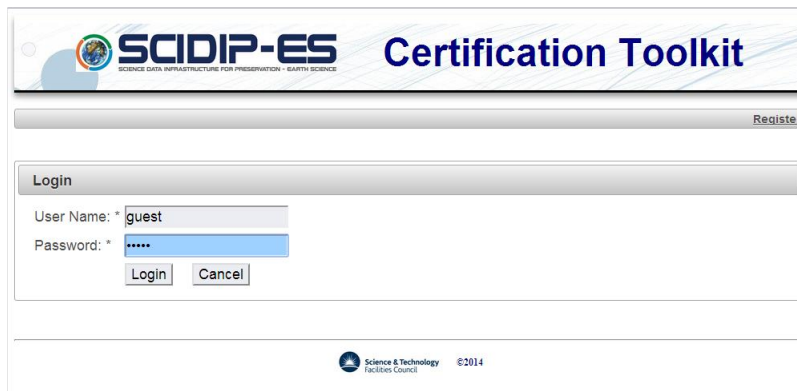 SCIDIP-ES
SCIENCE DATA INFRASTRUCTURE FOR PRESERVATION - EARTH SCIENCE
Certification Toolkit
Registe
Login
User Name: * guest
Password: * •••••
Login Cancel
Science & Technology
Facilities Council
©2014